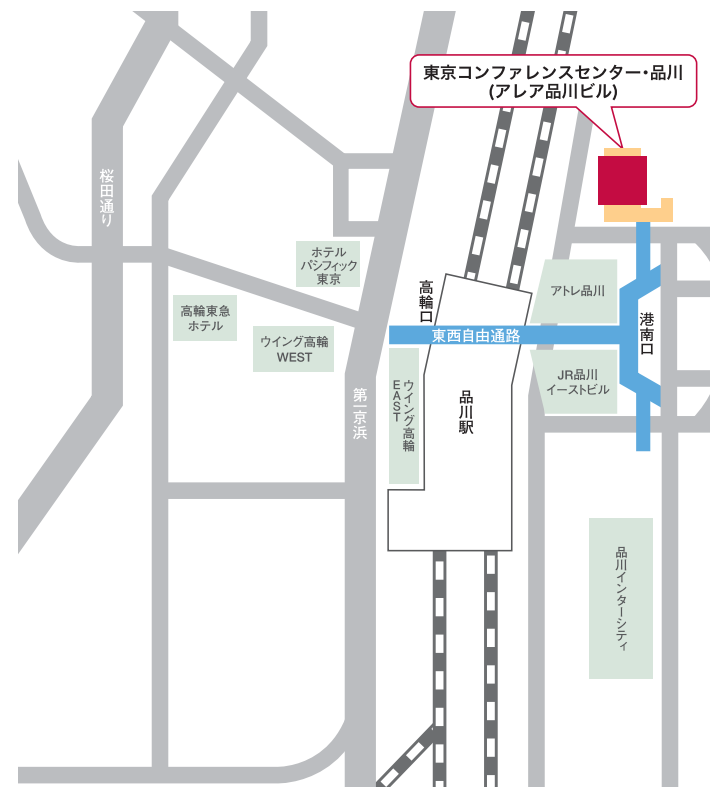 東京コンファレンスセンター・品川
(アレア品川ビル)
桜田通り
ホテル
パシフィック
東京
高輪口
アトレ品川
高輪東急
ホテル
ウイング高輪
WEST
東西自由通路
港南口
JR品川
イーストビル
第一京浜
ウイング高輪
EAST
品川駅
品川インターシティ